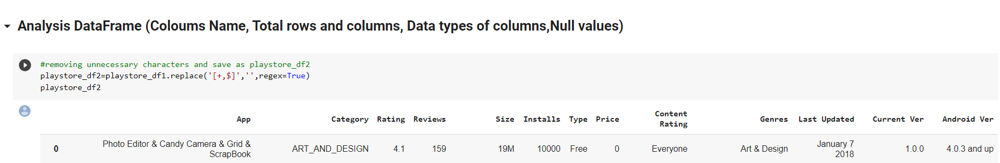 Analysis DataFrame (Coloums Name, Total rows and columns, Data types of columns,Null values)
#removing unnecessary characters and save as playstore_df2
playstore_df2=playstore_df1.replace('[+,$]','',regex=True)
playstore_df2
App Category Rating Reviews Size Installs Type Price Content Rating Genres Last Updated Current Ver Android Ver
0 Photo Editor & Candy Camera & Grid & ScrapBook ART_AND_DESIGN 4.1 159 19M 10000 Free 0 Everyone Art & Design January 7 2018 1.0.0 4.0.3 and up